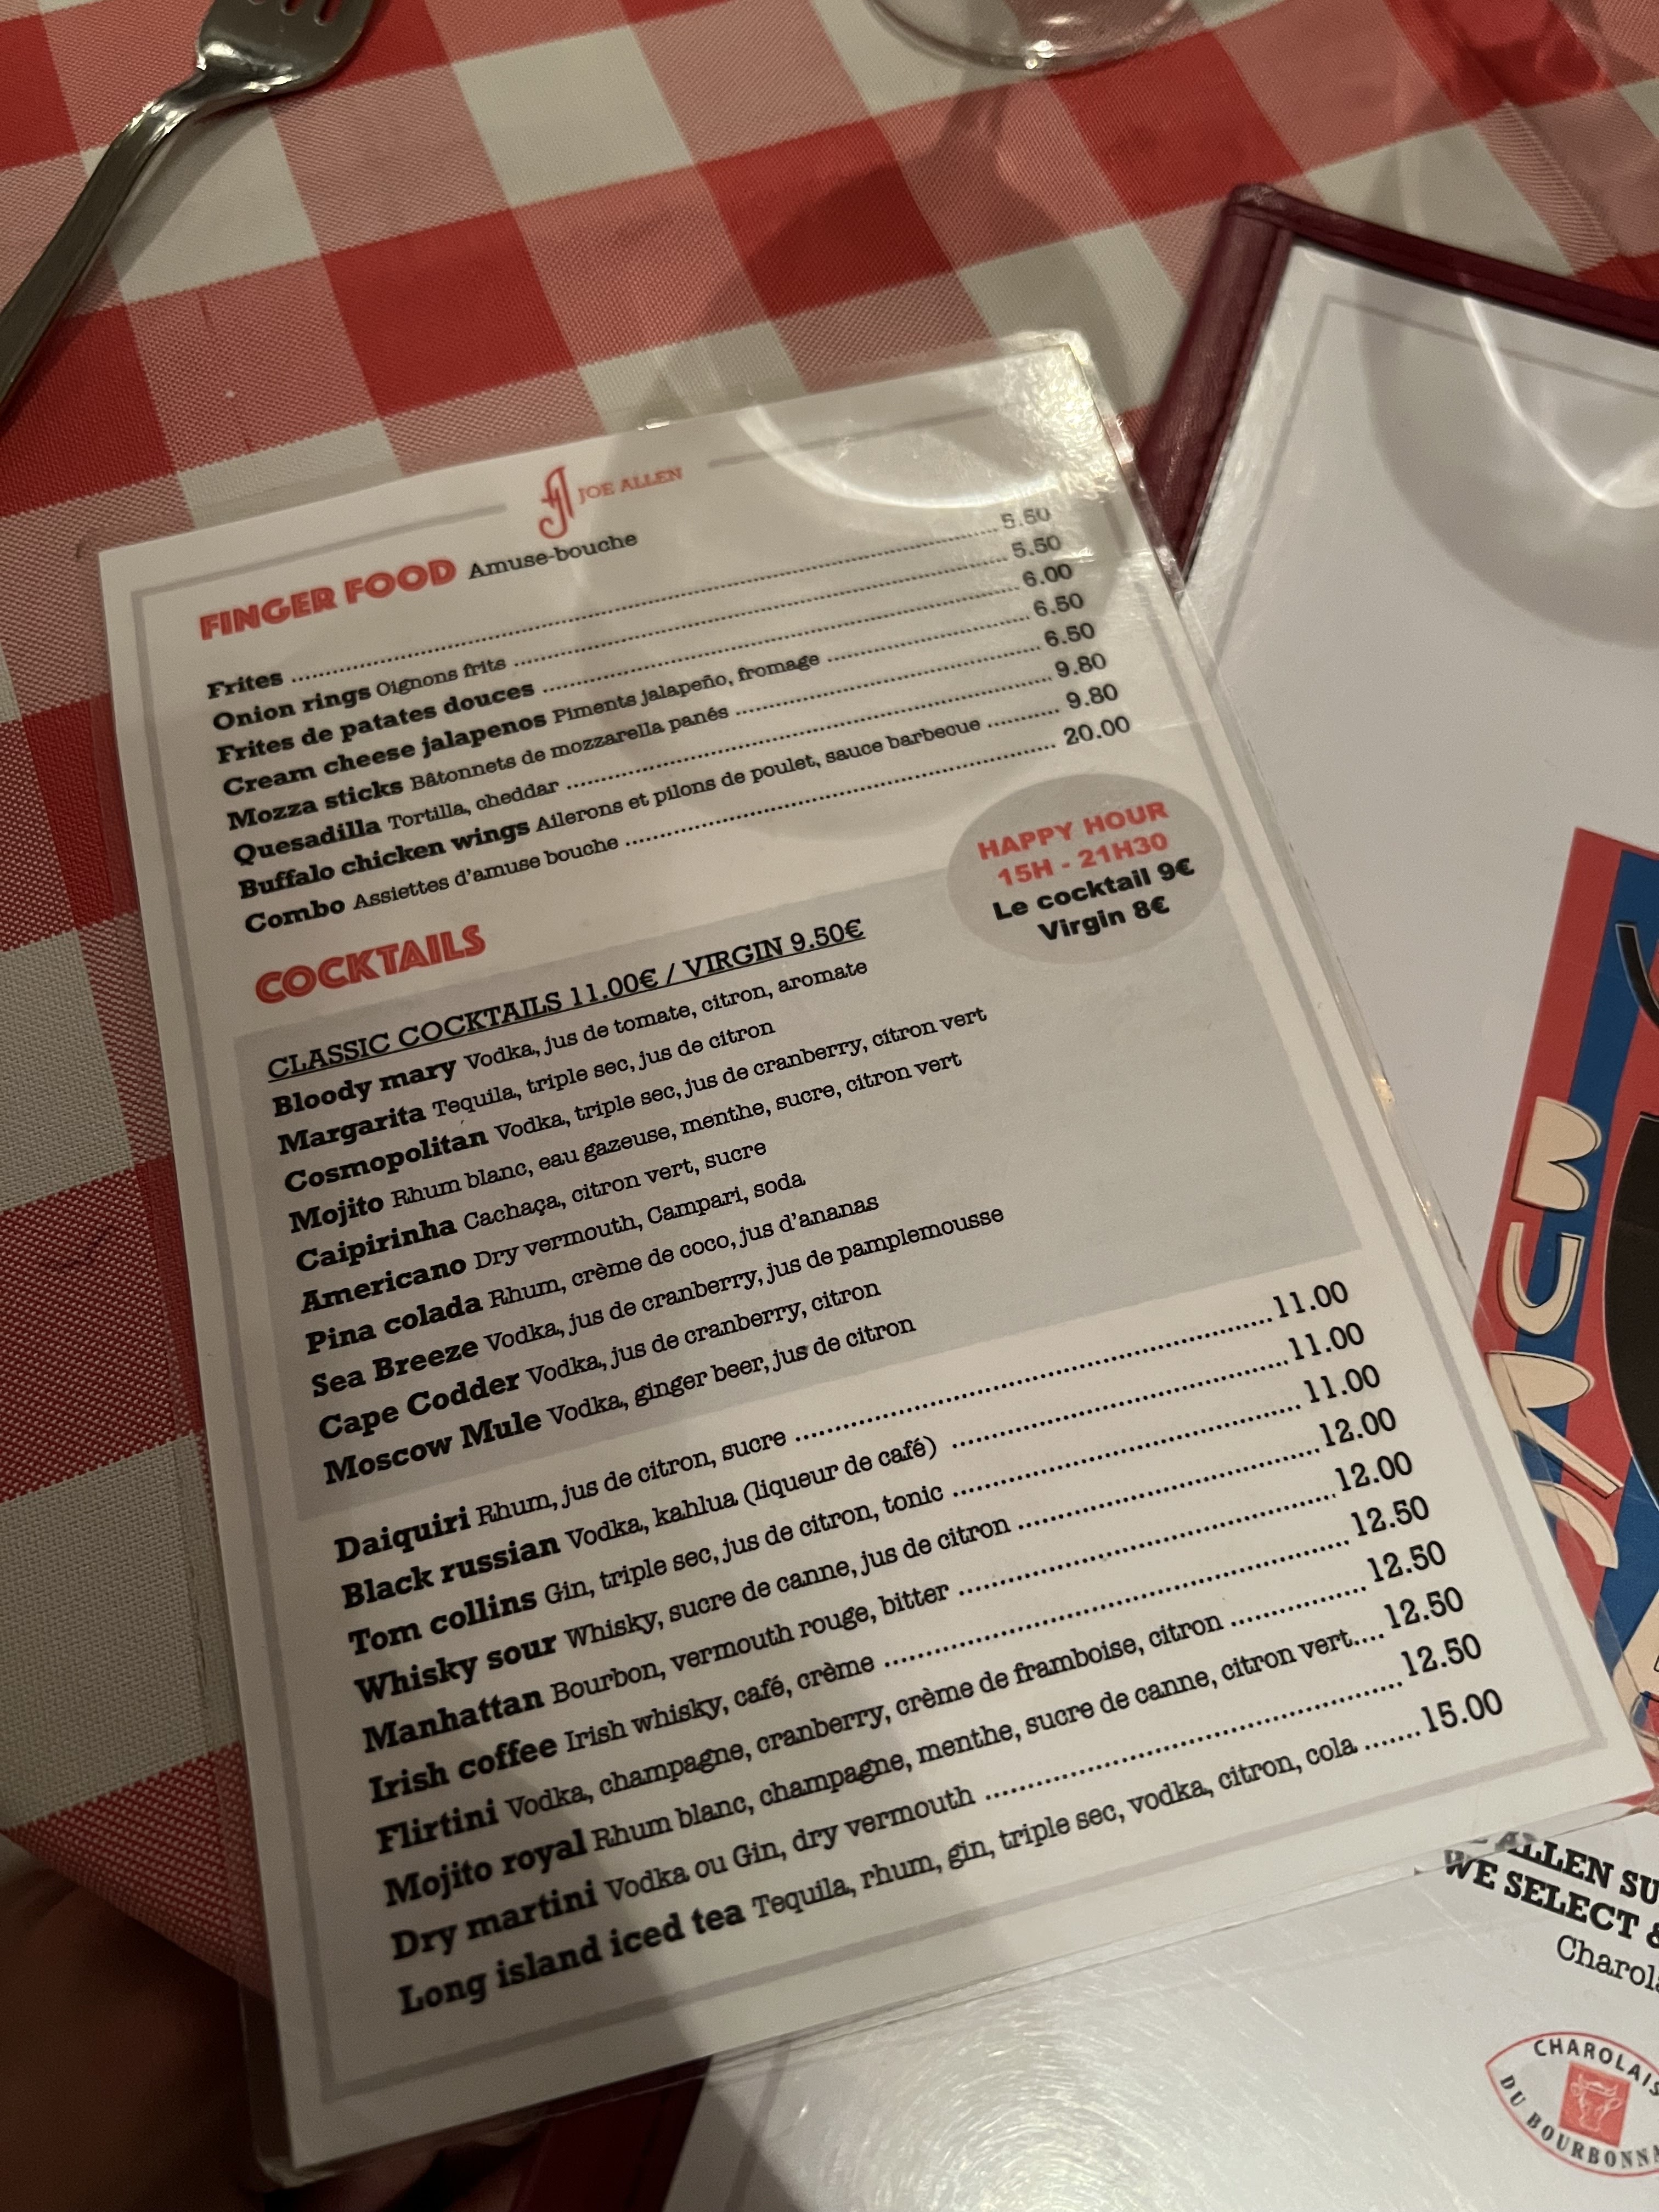 JOE ALLEN
FINGER FOOD Amuse-bouche
Frites ........ 5.50
Onion rings Oignons frits ........ 5.50
Frites de patates douces ........ 6.00
Cream cheese jalapenos Piments jalapeño, fromage ........ 6.50
Mozza sticks Bâtonnets de mozzarella panés ........ 6.50
Quesadilla Tortilla, cheddar ........ 9.80
Buffalo chicken wings Ailerons et pilons de poulet, sauce barbecue ........ 9.80
Combo Assiettes d'amuse bouche ........ 20.00
HAPPY HOUR
15H - 21H30
Le cocktail 9€
Virgin 8€
COCKTAILS
CLASSIC COCKTAILS 11.00€ / VIRGIN 9.50€
Bloody mary Vodka, jus de tomate, citron, aromate
Margarita Tequila, triple sec, jus de citron
Cosmopolitan Vodka, triple sec, jus de cranberry, citron vert
Mojito Rhum blanc, eau gazeuse, menthe, sucre, citron vert
Caipirinha Cachaça, citron vert, sucre
Americano Dry vermouth, Campari, soda
Pina colada Rhum, crème de coco, jus d'ananas
Sea Breeze Vodka, jus de cranberry, jus de pamplemousse
Cape Codder Vodka, jus de cranberry, citron
Moscow Mule Vodka, ginger beer, jus de citron
Daiquiri Rhum, jus de citron, sucre ........ 11.00
Black russian Vodka, kahlua (liqueur de café) ........ 11.00
Tom collins Gin, triple sec, jus de citron, tonic ........ 11.00
Whisky sour Whisky, sucre de canne, jus de citron ........ 12.00
Manhattan Bourbon, vermouth rouge, bitter ........ 12.00
Irish coffee Irish whisky, café, crème ........ 12.50
Flirtini Vodka, champagne, cranberry, crème de framboise, citron ........ 12.50
Mojito royal Rhum blanc, champagne, menthe, sucre de canne, citron vert.... 12.50
Dry martini Vodka ou Gin, dry vermouth ........ 12.50
Long island iced tea Tequila, rhum, gin, triple sec, vodka, citron, cola ....... 15.00
ALLEN SU
WE SELECT &
Charola
CHAROLAIS
DU BOURBONNA